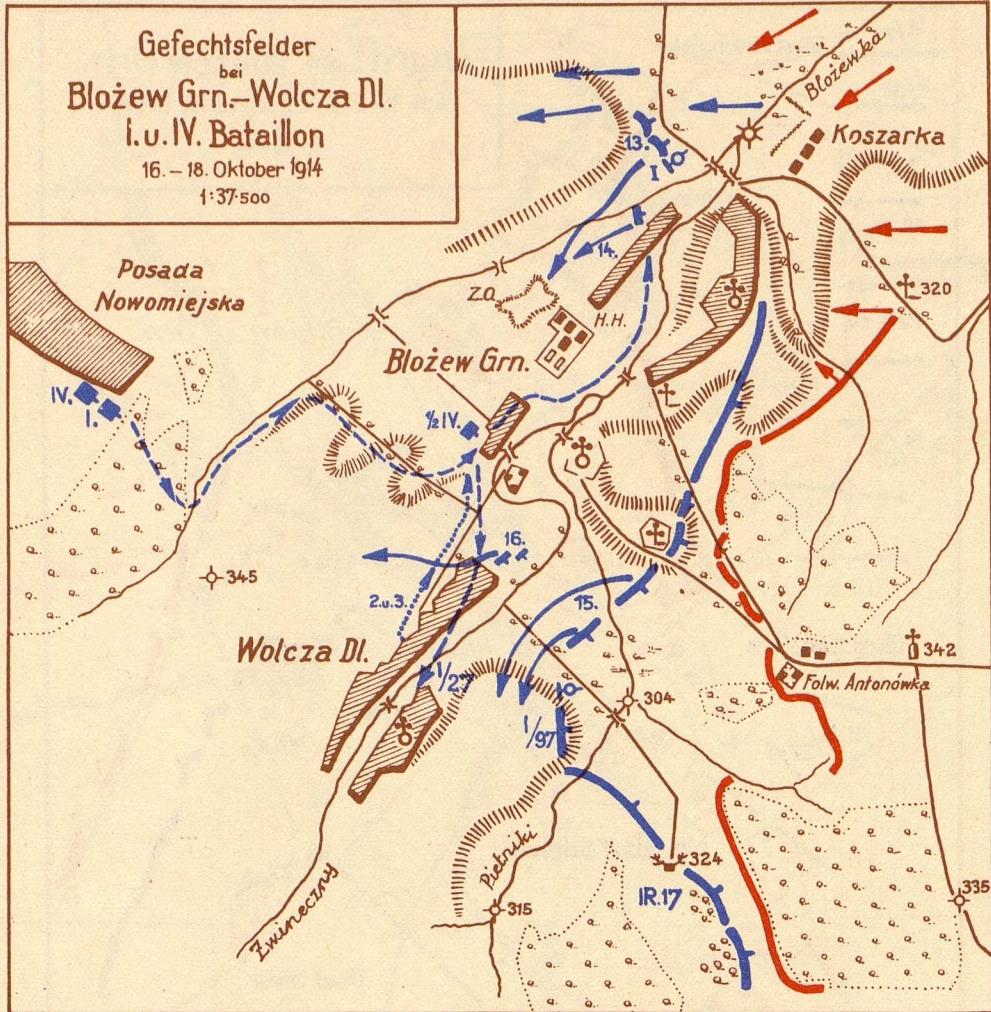 Gefechtsfelder
bei
Blożew Grn.–Wolcza Dl.
I. u. IV. Bataillon
16. – 18. Oktober 1914
1:37·500
Blożewka
Koszarka
13.
I
14.
320
Posada
Nowomiejska
Z.O.
H.H.
Blożew Grn.
IV.
I.
½ IV.
16.
345
2.u.3.
15.
Wolcza Dl.
1/27
342
Folw. Antonówka
304
1/97
324
Pietniki
IR.17
335
315
Zwineczny